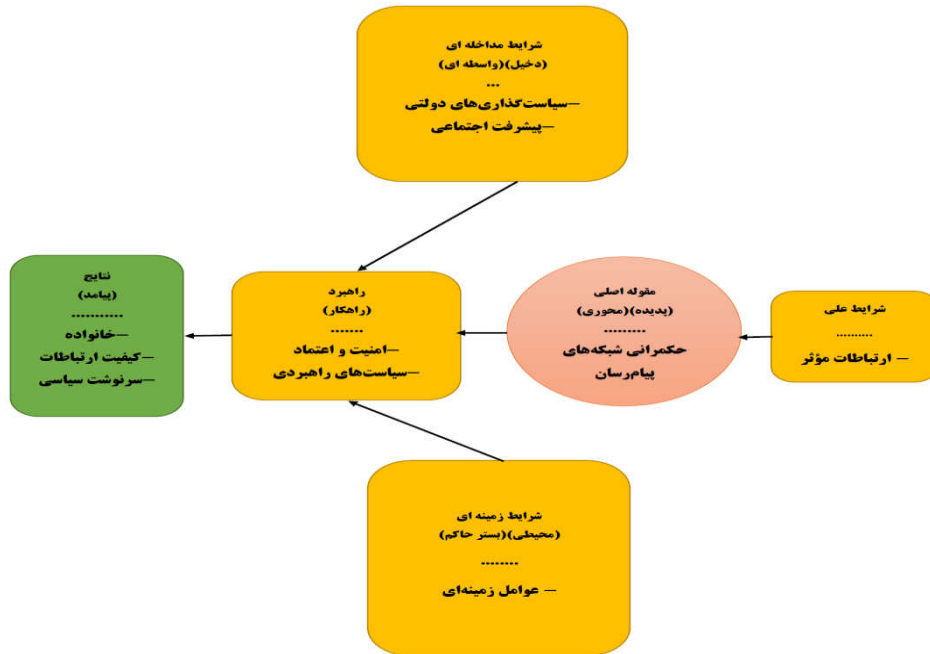 شرایط مداخله ای
(دخیل)(واسطه ای)
...
—سیاست‌گذاری‌های دولتی
—پیشرفت اجتماعی
شرایط علی
..........
— ارتباطات مؤثر
مقوله اصلی
(پدیده)(محوری)
.........
حکمرانی شبکه‌های
پیام‌رسان
راهبرد
(راهکار)
.......
—امنیت و اعتماد
—سیاست‌های راهبردی
نتایج
(پیامد)
...........
—خانواده
—کیفیت ارتباطات
—سرنوشت سیاسی
شرایط زمینه ای
(محیطی)(بستر حاکم)
........
— عوامل زمینه‌ای